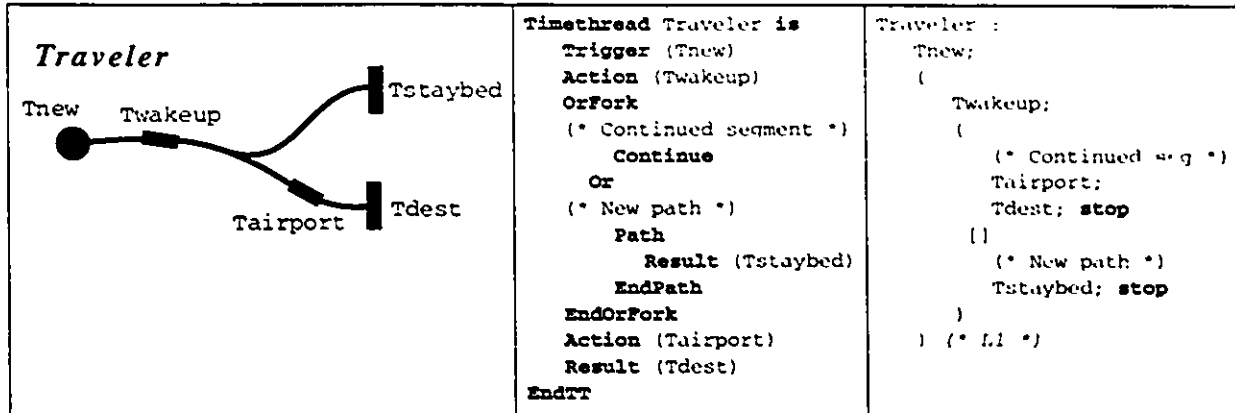 Traveler
Tnew
Twakeup
Tstaybed
Tairport
Tdest
Timethread Traveler is
Trigger (Tnew)
Action (Twakeup)
OrFork
(* Continued segment *)
Continue
Or
(* New path *)
Path
Result (Tstaybed)
EndPath
EndOrFork
Action (Tairport)
Result (Tdest)
EndTT
Traveler :
Tnew;
(
Twakeup;
(
(* Continued seg *)
Tairport;
Tdest; stop
[]
(* New path *)
Tstaybed; stop
)
) (* L1 *)